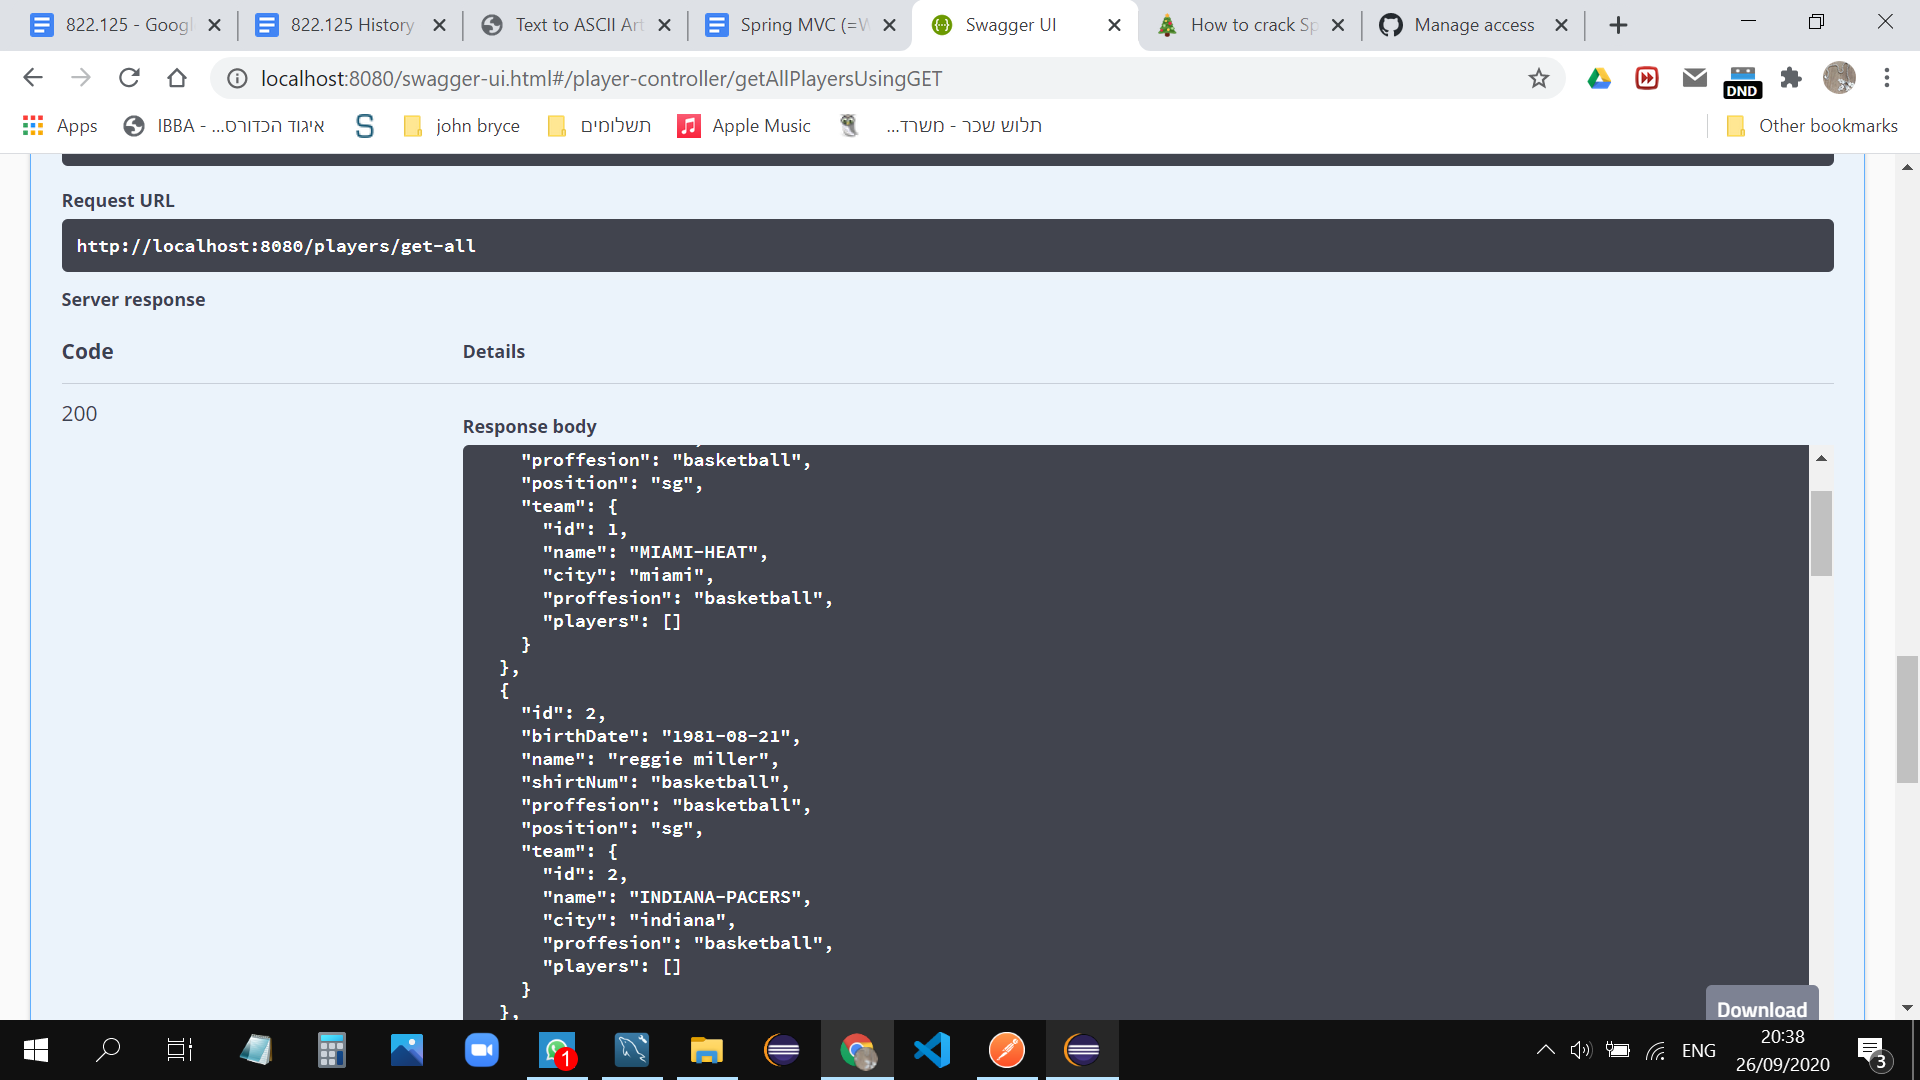 822.125 - Googl
822.125 History
Text to ASCII Art
Spring MVC (=W
Swagger UI
How to crack Sp
Manage access
localhost:8080/swagger-ui.html#/player-controller/getAllPlayersUsingGET
DND
Apps
IBBA - איגוד הכדורס...
john bryce
תשלומים
Apple Music
תלוש שכר - משרד...
Other bookmarks
Request URL
http://localhost:8080/players/get-all
Server response
Code
Details
200
Response body
"proffesion": "basketball",
"position": "sg",
"team": {
"id": 1,
"name": "MIAMI-HEAT",
"city": "miami",
"proffesion": "basketball",
"players": []
}
},
{
"id": 2,
"birthDate": "1981-08-21",
"name": "reggie miller",
"shirtNum": "basketball",
"proffesion": "basketball",
"position": "sg",
"team": {
"id": 2,
"name": "INDIANA-PACERS",
"city": "indiana",
"proffesion": "basketball",
"players": []
}
},
Download
1
ENG
20:38
26/09/2020
3